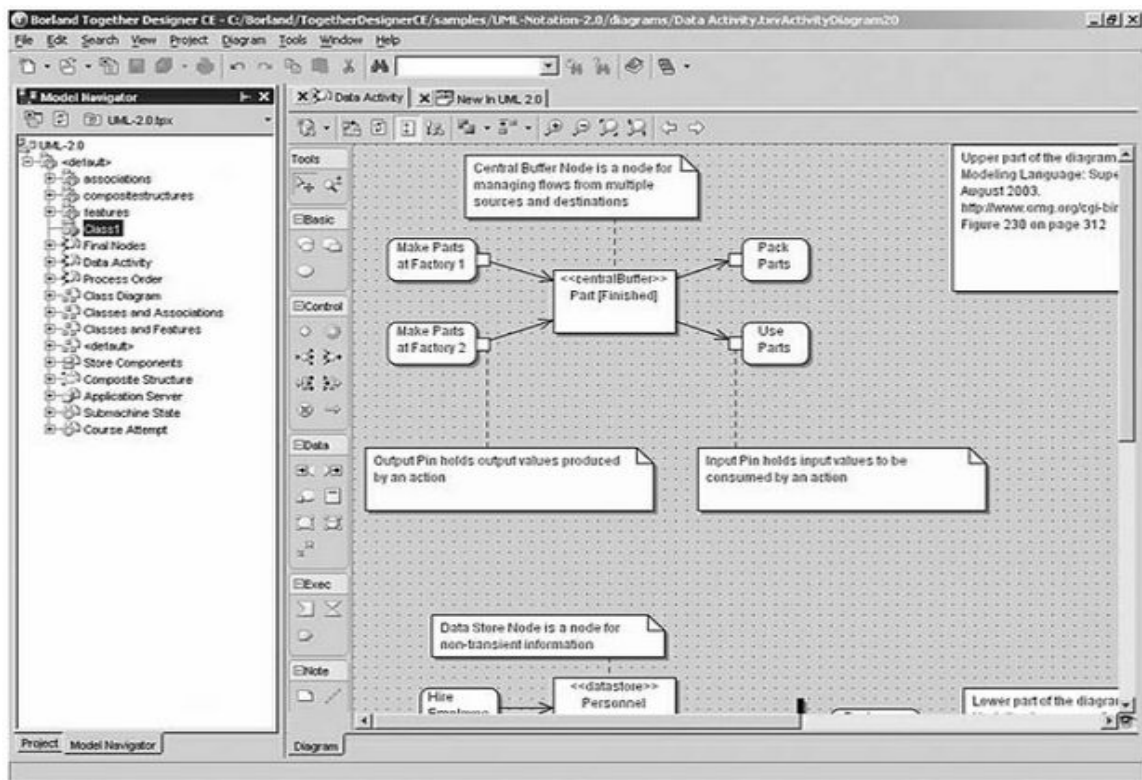 Borland Together Designer CE - C:/Borland/TogetherDesignerCE/samples/UML-Notation-2.0/diagrams/Data Activity.txvActivityDiagram20
File Edit Search View Project Diagram Tools Window Help
Model Navigator
UML-2.0.tpx
UML-2.0
<default>
associations
compositestructures
features
Class1
Final Nodes
Data Activity
Process Order
Class Diagram
Classes and Associations
Classes and Features
<default>
Store Components
Composite Structure
Application Server
Submachine State
Course Attempt
Project Model Navigator
Data Activity New In UML 2.0
Tools
Basic
Control
Data
Exec
Note
Central Buffer Node is a node for
managing flows from multiple
sources and destinations
Upper part of the diagram.
Modeling Language: Supe
August 2003.
http://www.omg.org/cgi-bin
Figure 230 on page 312
Make Parts
at Factory 1
<<centralBuffer>>
Part [Finished]
Pack
Parts
Make Parts
at Factory 2
Use
Parts
Output Pin holds output values produced
by an action
Input Pin holds input values to be
consumed by an action
Data Store Node is a node for
non-transient information
Hire
Employe
<<datastore>>
Personnel
Lower part of the diagra
Diagram